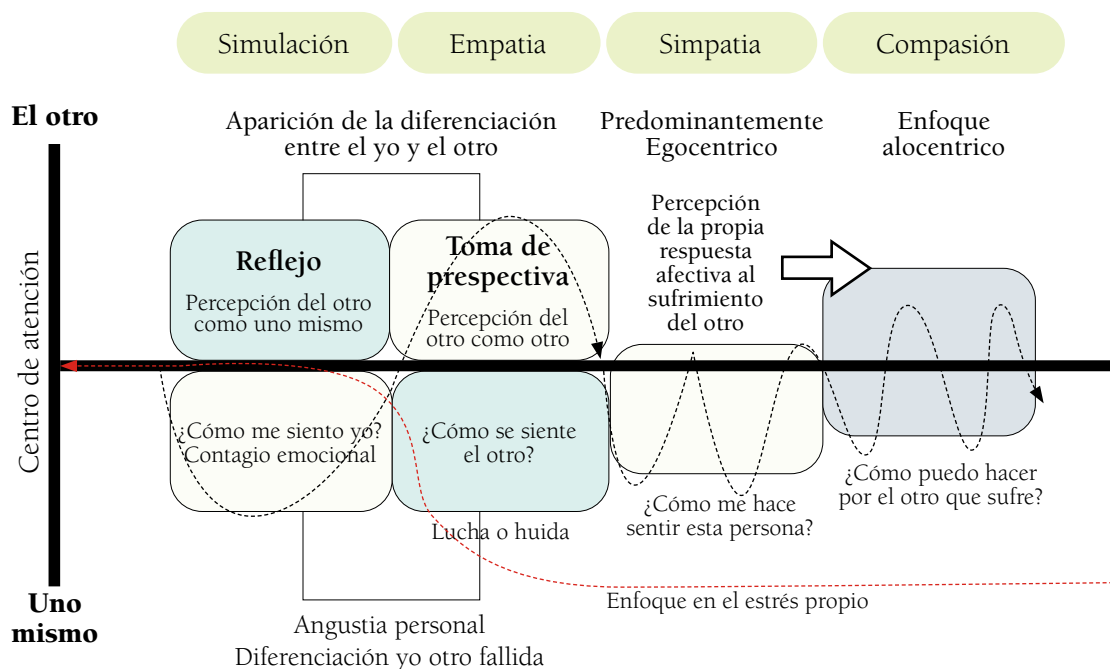 Simulación
Empatia
Simpatia
Compasión
El otro
Aparición de la diferenciación
entre el yo y el otro
Predominantemente
Egocentrico
Enfoque
alocentrico
Centro de atención
Reflejo
Percepción del otro
como uno mismo
Toma de
prespectiva
Percepción del
otro como otro
Percepción
de la propia
respuesta
afectiva al
sufrimiento
del otro
¿Cómo me siento yo?
Contagio emocional
¿Cómo se siente
el otro?
Lucha o huida
¿Cómo me hace
sentir esta persona?
¿Cómo puedo hacer
por el otro que sufre?
Uno
mismo
Enfoque en el estrés propio
Angustia personal
Diferenciación yo otro fallida